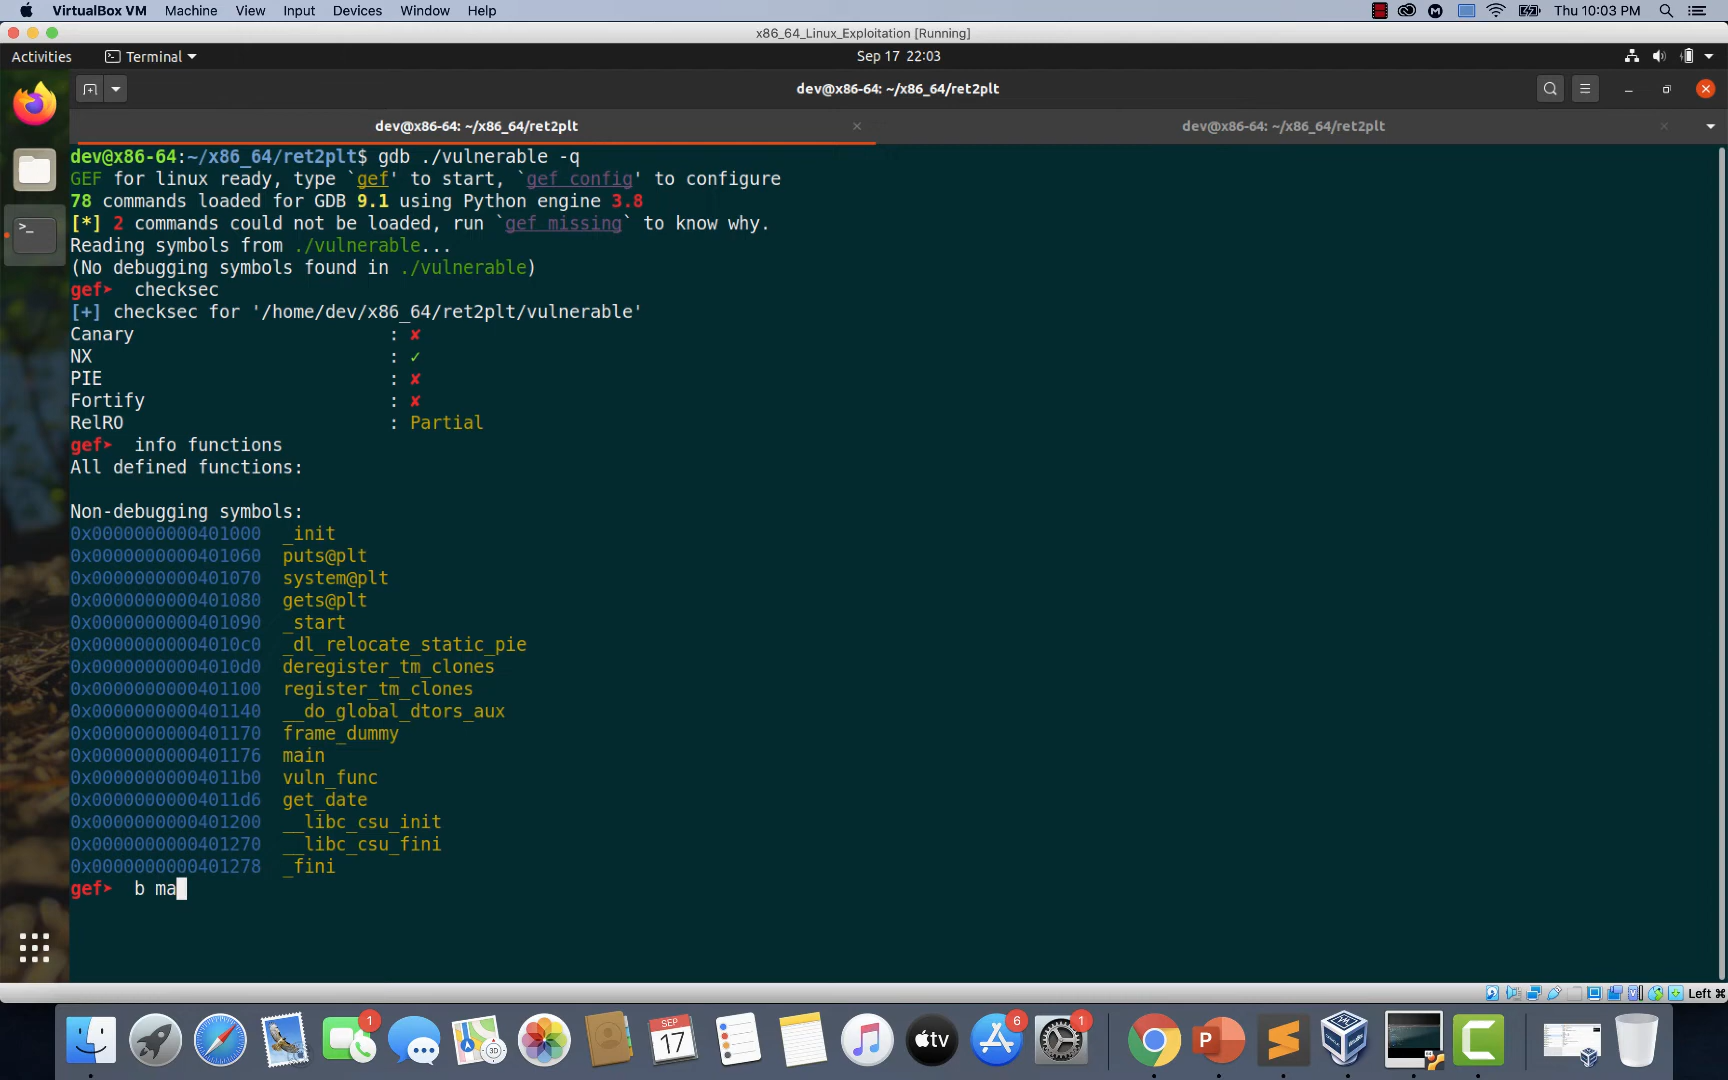 VirtualBox VM Machine View Input Devices Window Help Thu 10:03 PM
x86_64_Linux_Exploitation [Running]
Activities Terminal Sep 17 22:03
dev@x86-64: ~/x86_64/ret2plt
dev@x86-64: ~/x86_64/ret2plt dev@x86-64: ~/x86_64/ret2plt
dev@x86-64:~/x86_64/ret2plt$ gdb ./vulnerable -q
GEF for linux ready, type `gef' to start, `gef config' to configure
78 commands loaded for GDB 9.1 using Python engine 3.8
[*] 2 commands could not be loaded, run `gef missing` to know why.
Reading symbols from ./vulnerable...
(No debugging symbols found in ./vulnerable)
gef➤ checksec
[+] checksec for '/home/dev/x86_64/ret2plt/vulnerable'
Canary : ✘
NX : ✓
PIE : ✘
Fortify : ✘
RelRO : Partial
gef➤ info functions
All defined functions:
Non-debugging symbols:
0x0000000000401000 _init
0x0000000000401060 puts@plt
0x0000000000401070 system@plt
0x0000000000401080 gets@plt
0x0000000000401090 _start
0x00000000004010c0 _dl_relocate_static_pie
0x00000000004010d0 deregister_tm_clones
0x0000000000401100 register_tm_clones
0x0000000000401140 __do_global_dtors_aux
0x0000000000401170 frame_dummy
0x0000000000401176 main
0x00000000004011b0 vuln_func
0x00000000004011d6 get_date
0x0000000000401200 __libc_csu_init
0x0000000000401270 __libc_csu_fini
0x0000000000401278 _fini
gef➤ b ma
Left ⌘
1 SEP 17 tv 6 1 P S C